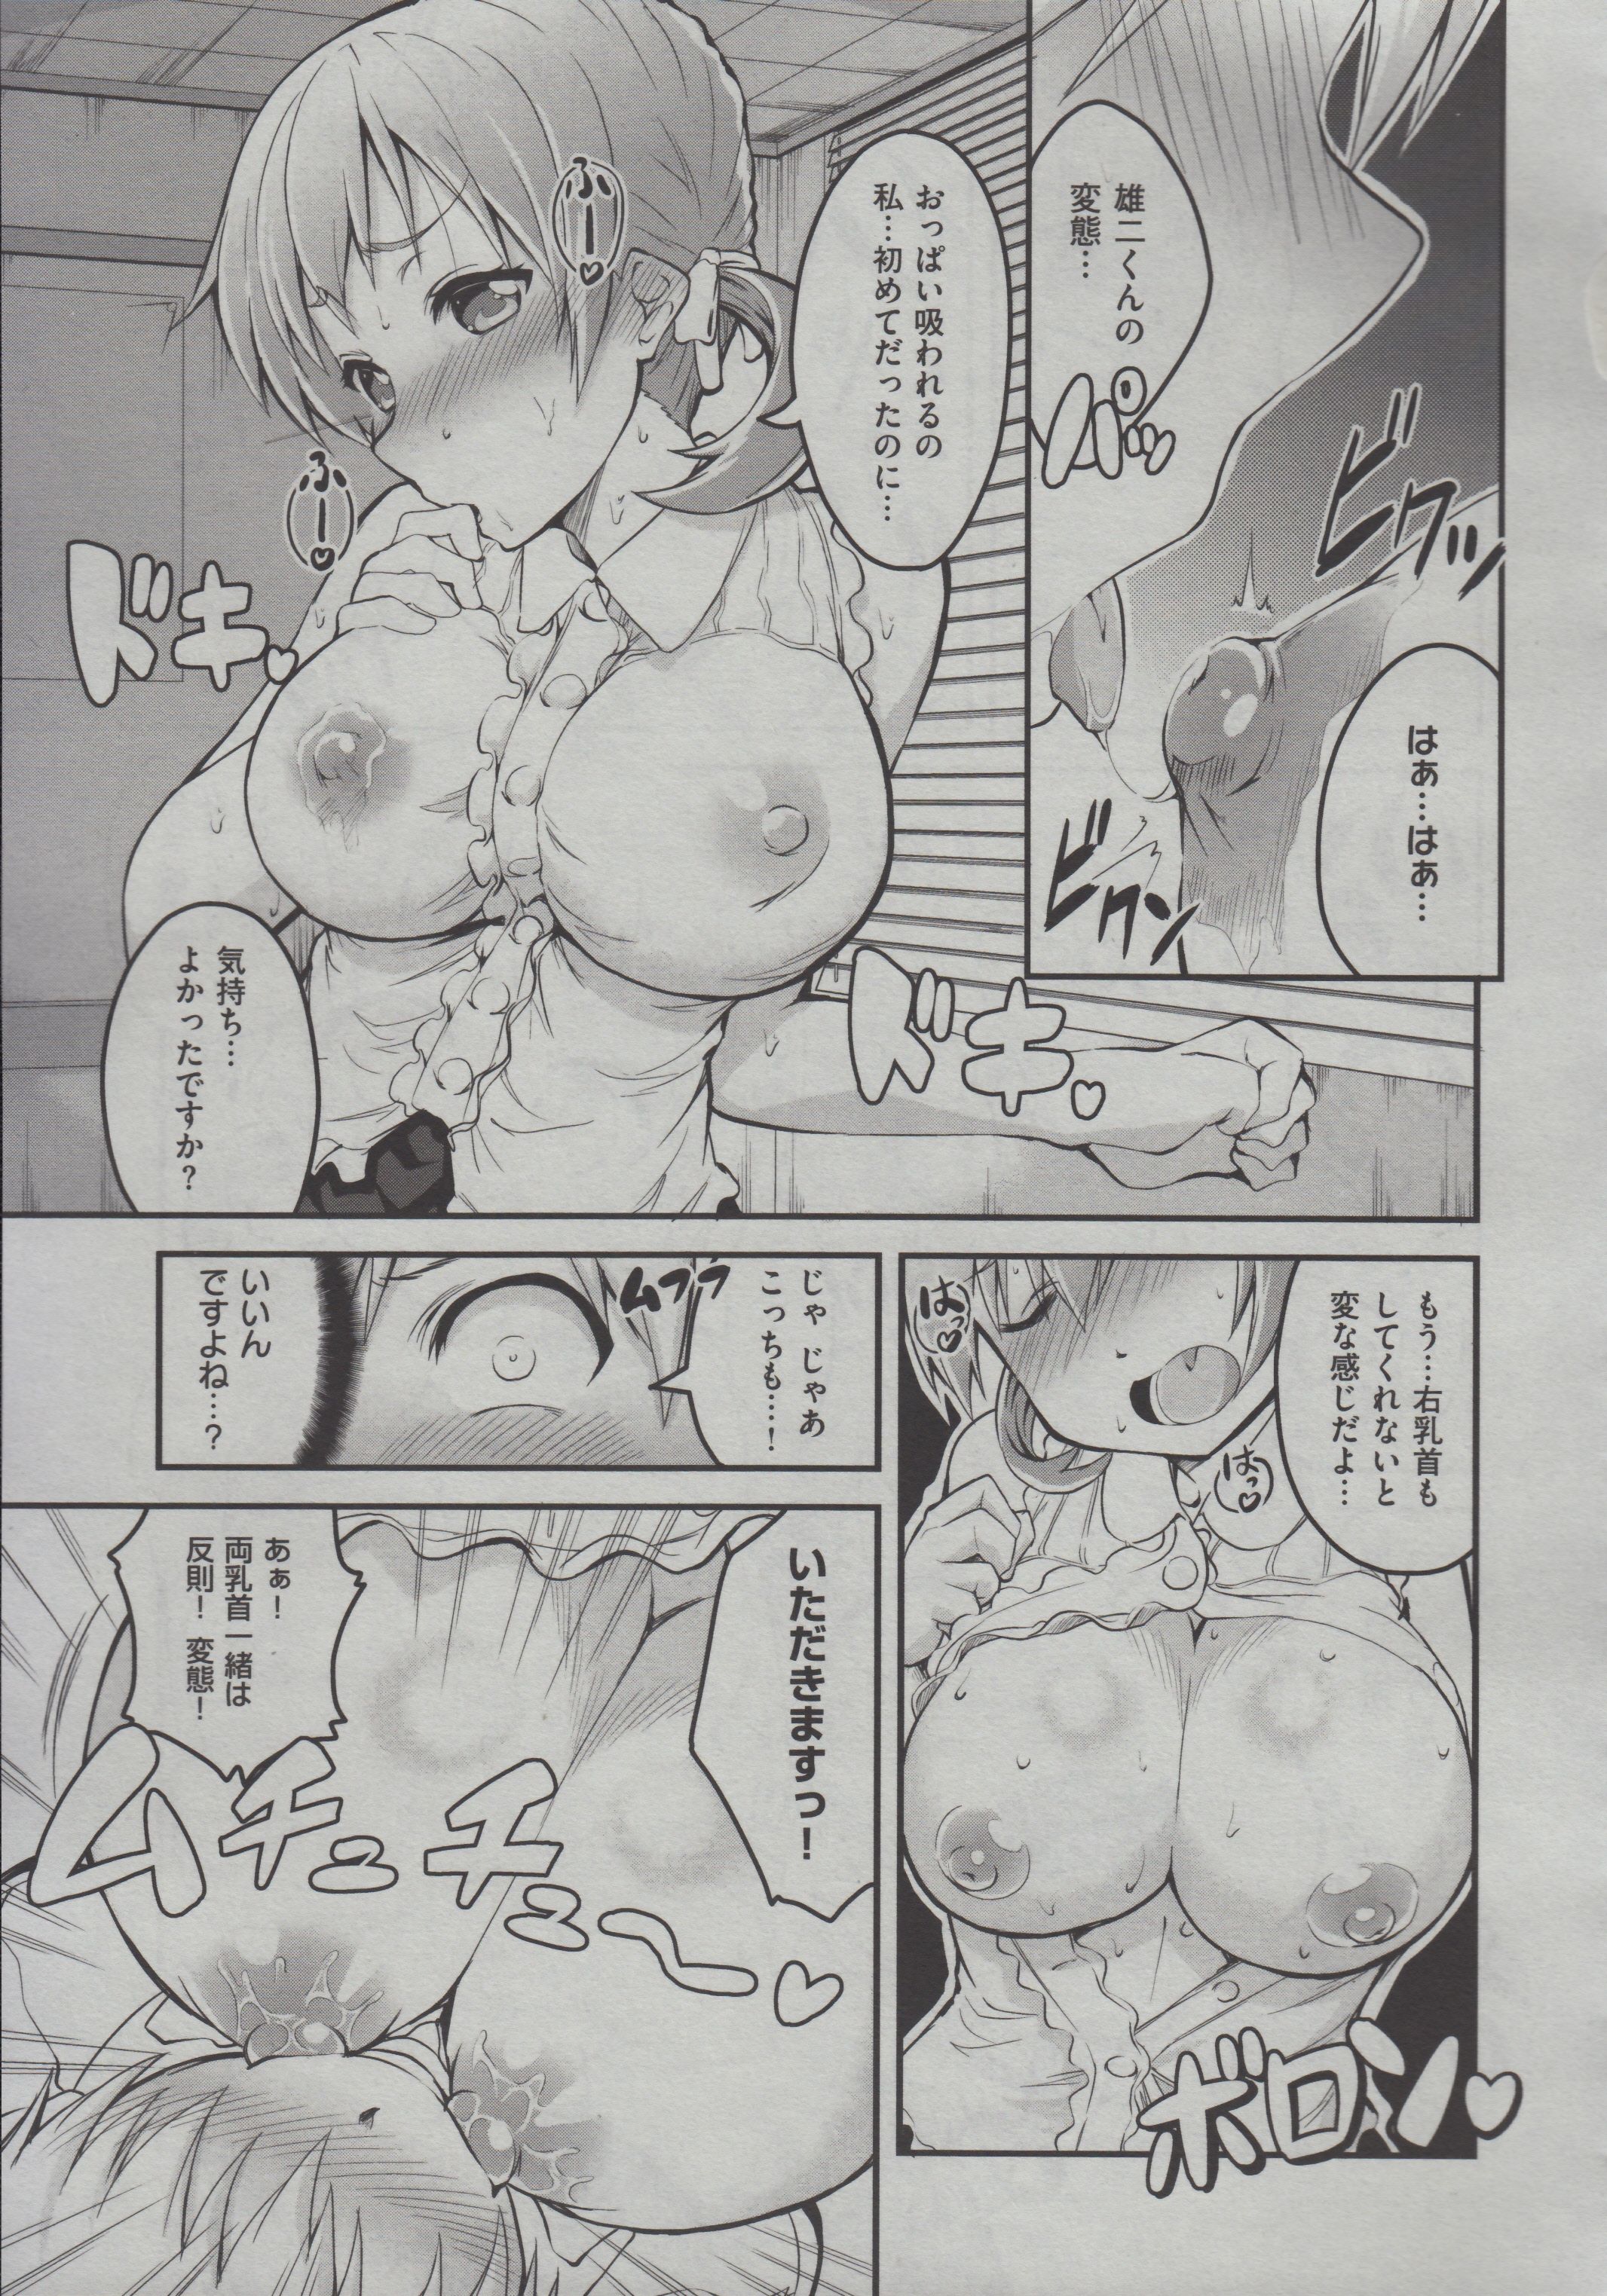 雄二くんの
変態…
パッ
ビクッ
はぁ…はぁ…
ビクン
おっぱい吸われるの
私…初めてだったのに…
ふー♡
ふー♡
ドキ♡
ドキ♡
気持ち…
よかったですか？
もう…右乳首も
してくれないと
変な感じだよ…
はっ♡
はっ♡
ボロン♡
じゃ じゃあ
こっちも…！
ムフフ
いいん
ですよね…？
いただきますっ！
あぁ！
両乳首一緒は
反則！ 変態！
ムチュチュ～♡